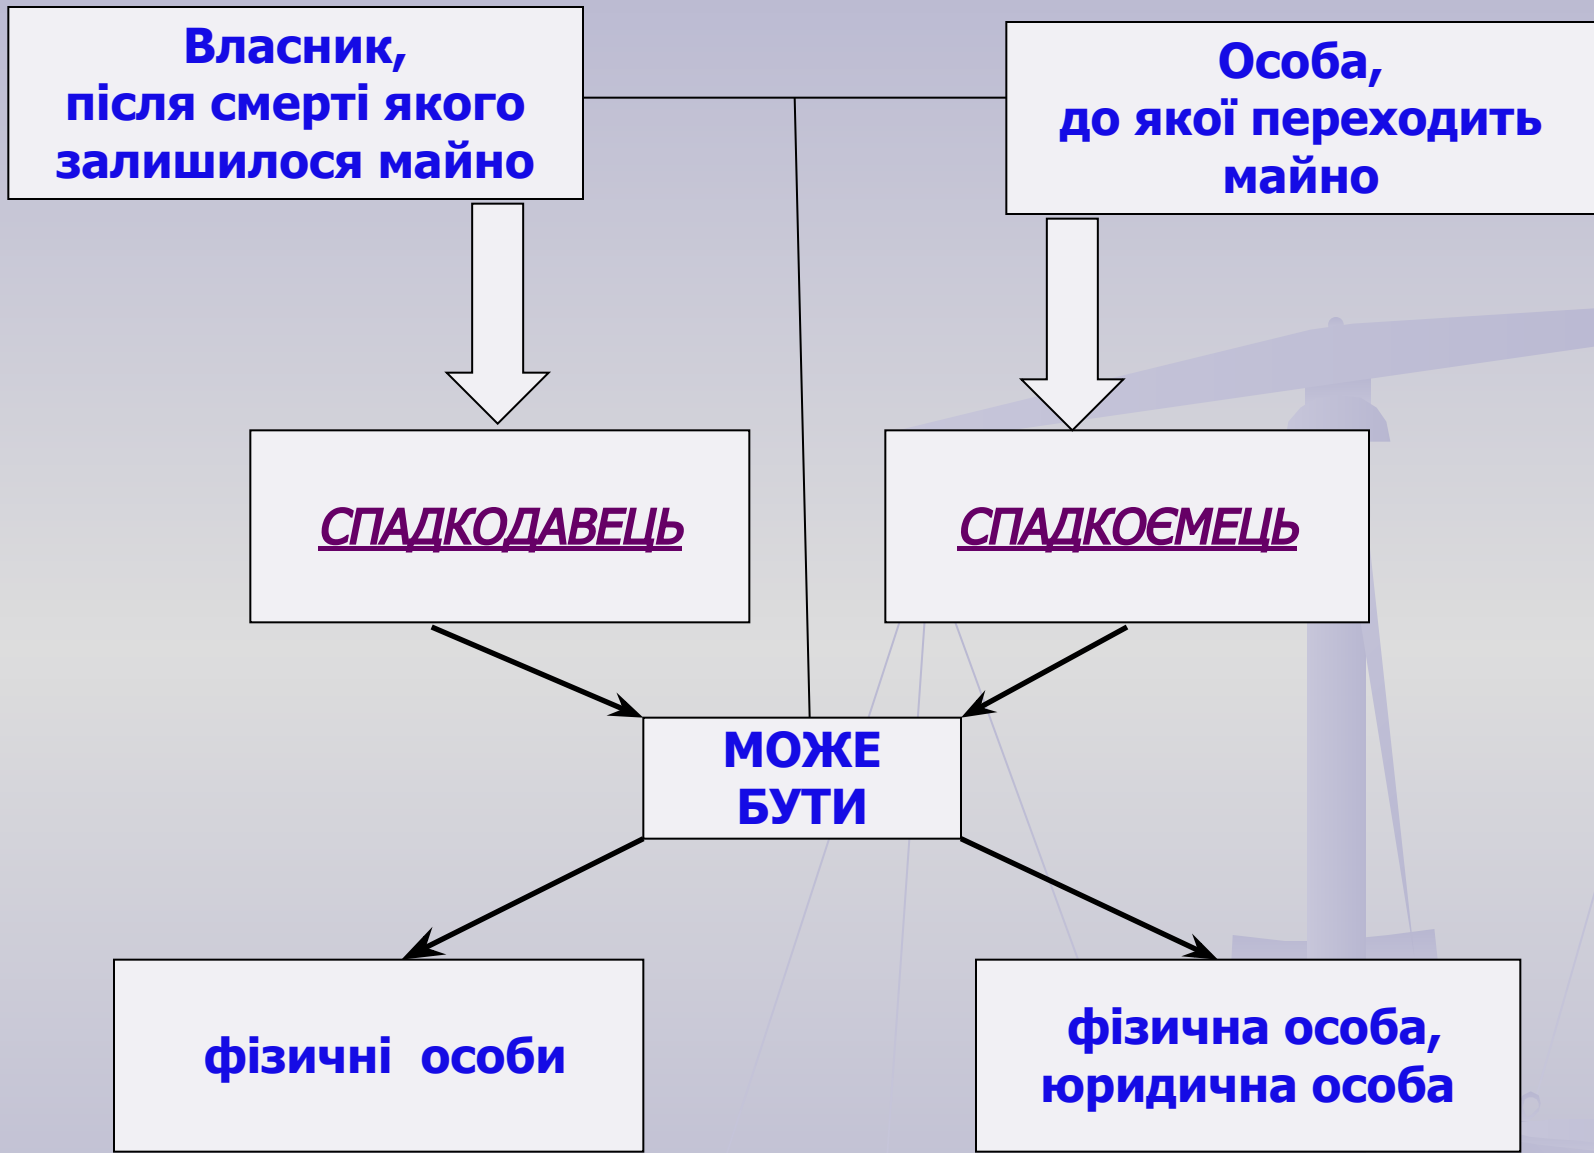 Власник,
після смерті якого
залишилося майно
Особа,
до якої переходить
майно
СПАДКОДАВЕЦЬ
СПАДКОЄМЕЦЬ
МОЖЕ
БУТИ
фізичні особи
фізична особа,
юридична особа